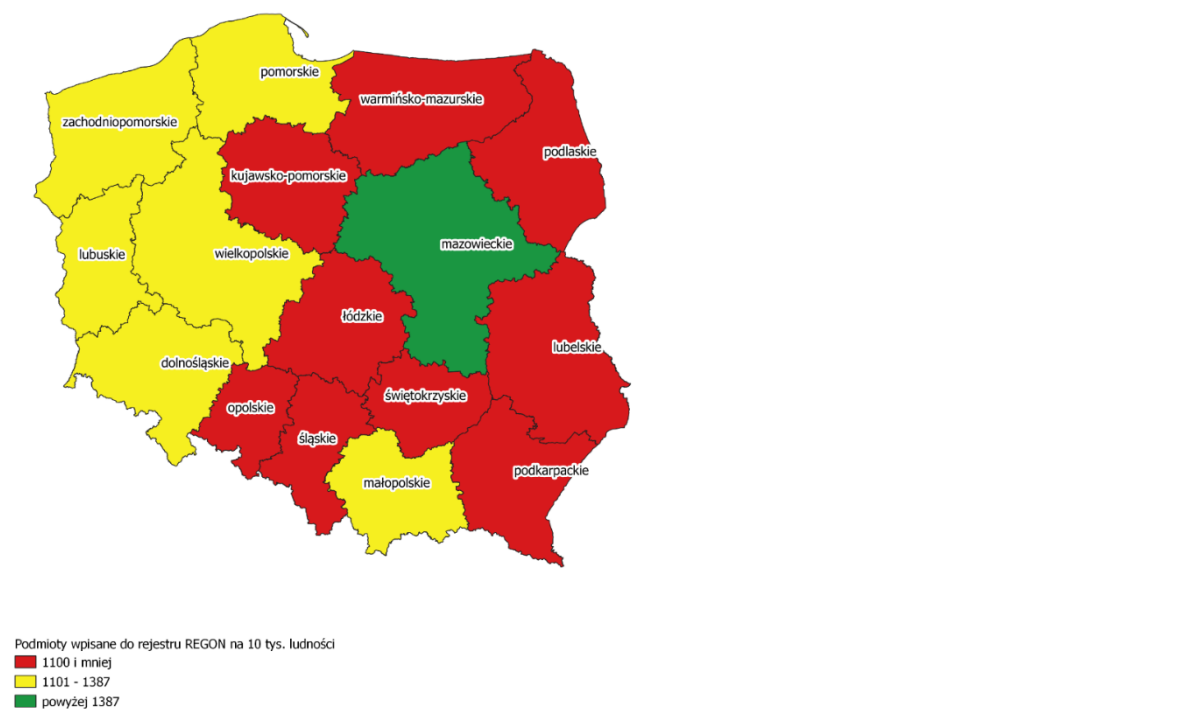 pomorskie
warmińsko-mazurskie
zachodniopomorskie
podlaskie
kujawsko-pomorskie
mazowieckie
lubuskie
wielkopolskie
łódzkie
lubelskie
dolnośląskie
świętokrzyskie
opolskie
śląskie
podkarpackie
małopolskie
Podmioty wpisane do rejestru REGON na 10 tys. ludności
1100 i mniej
1101 - 1387
powyżej 1387